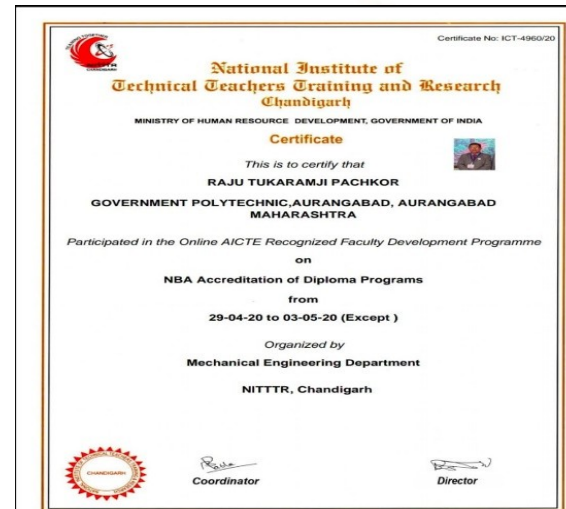 Certificate No: ICT-4960/20
NITTTR
CHANDIGARH
National Institute of
Technical Teachers Training and Research
Chandigarh
MINISTRY OF HUMAN RESOURCE DEVELOPMENT, GOVERNMENT OF INDIA
Certificate
This is to certify that
RAJU TUKARAMJI PACHKOR
GOVERNMENT POLYTECHNIC,AURANGABAD, AURANGABAD
MAHARASHTRA
Participated in the Online AICTE Recognized Faculty Development Programme
on
NBA Accreditation of Diploma Programs
from
29-04-20 to 03-05-20 (Except )
Organized by
Mechanical Engineering Department
NITTTR, Chandigarh
CHANDIGARH
Coordinator
Director